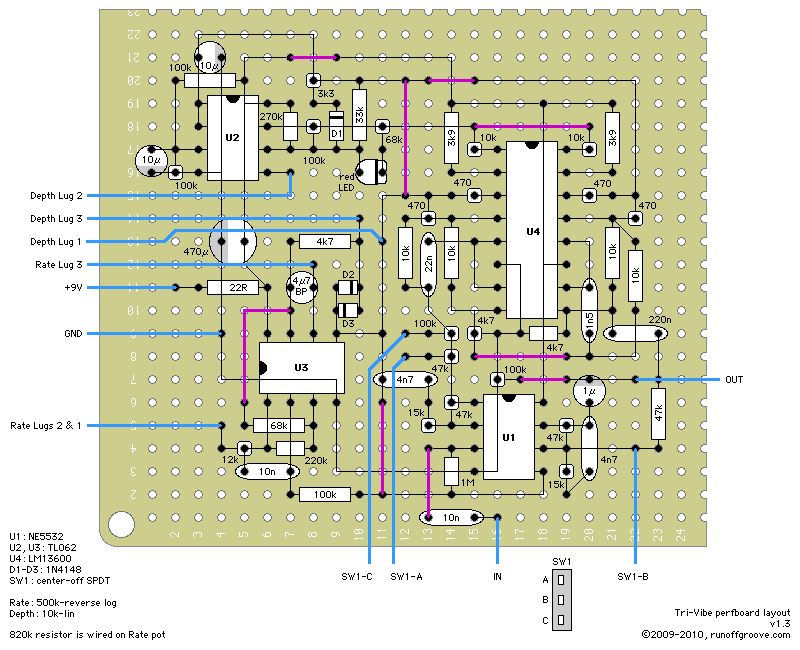 23
22
21
20
19
18
17
16
15
14
13
12
11
10
9
8
7
6
5
4
3
2
10µ
100k
3k3
270k
D1
33k
68k
U2
100k
10µ
100k
red
LED
3k9
10k
10k
3k9
470
470
470
470
U4
Depth Lug 2
Depth Lug 3
Depth Lug 1
Rate Lug 3
+9V
GND
Rate Lugs 2 & 1
470µ
4k7
10k
22n
10k
10k
10k
4µ7
BP
D2
D3
22R
1n5
220n
100k
4k7
4k7
U3
47k
100k
4n7
1µ
OUT
47k
15k
U1
47k
47k
68k
12k
220k
10n
4n7
15k
1M
100k
10n
2 3 4 5 6 7 8 9 10 11 12 13 14 15 16 17 18 19 20 21 22 23 24
SW1-C
SW1-A
IN
SW1-B
SW1
A
B
C
U1: NE5532
U2, U3: TL062
U4: LM13600
D1-D3: 1N4148
SW1: center-off SPDT
Rate: 500k-reverse log
Depth: 10k-lin
820k resistor is wired on Rate pot
Tri-Vibe perfboard layout
v1.3
©2009-2010, runoffgroove.com